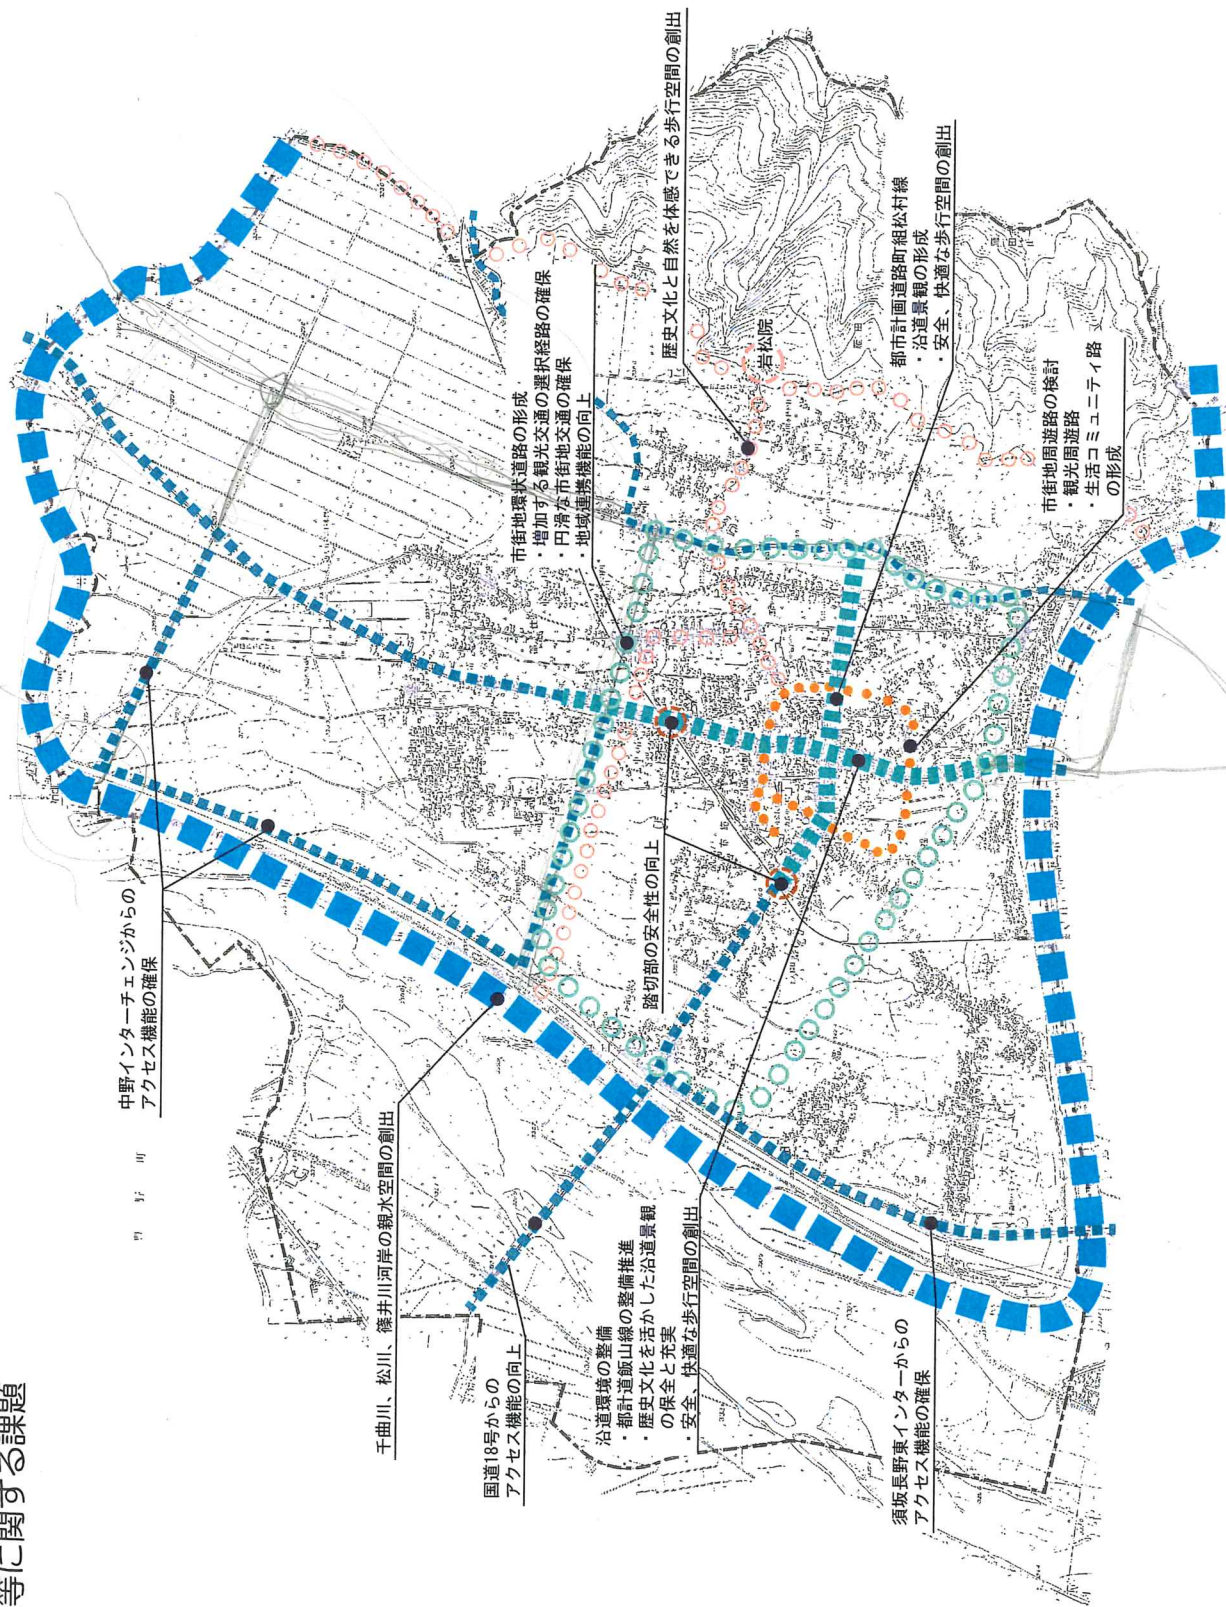 等に関する課題
中野インターチェンジからの
アクセス機能の確保
千曲川、松川、篠井川河岸の親水空間の創出
国道18号からの
アクセス機能の向上
沿道環境の整備
・都計道飯山線の整備推進
・歴史文化を活かした沿道景観
の保全と充実
・安全、快適な歩行空間の創出
須坂長野東インターからの
アクセス機能の確保
踏切部の安全性の向上
市街地環状道路の形成
・増加する観光交通の選択経路の確保
・円滑な市街地交通の確保
・地域連携機能の向上
歴史文化と自然を体感できる歩行空間の創出
岩松院
都市計画道路町組松村線
・沿道景観の形成
・安全、快適な歩行空間の創出
市街地周遊路の検討
・観光周遊路
・生活コミュニティ路
の形成